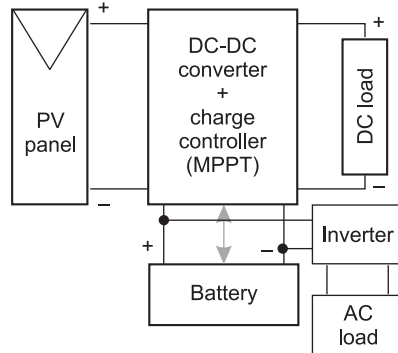 +
+
DC-DC
converter
+
charge
controller
(MPPT)
PV
panel
DC load
−
−
+
−
Inverter
Battery
AC
load